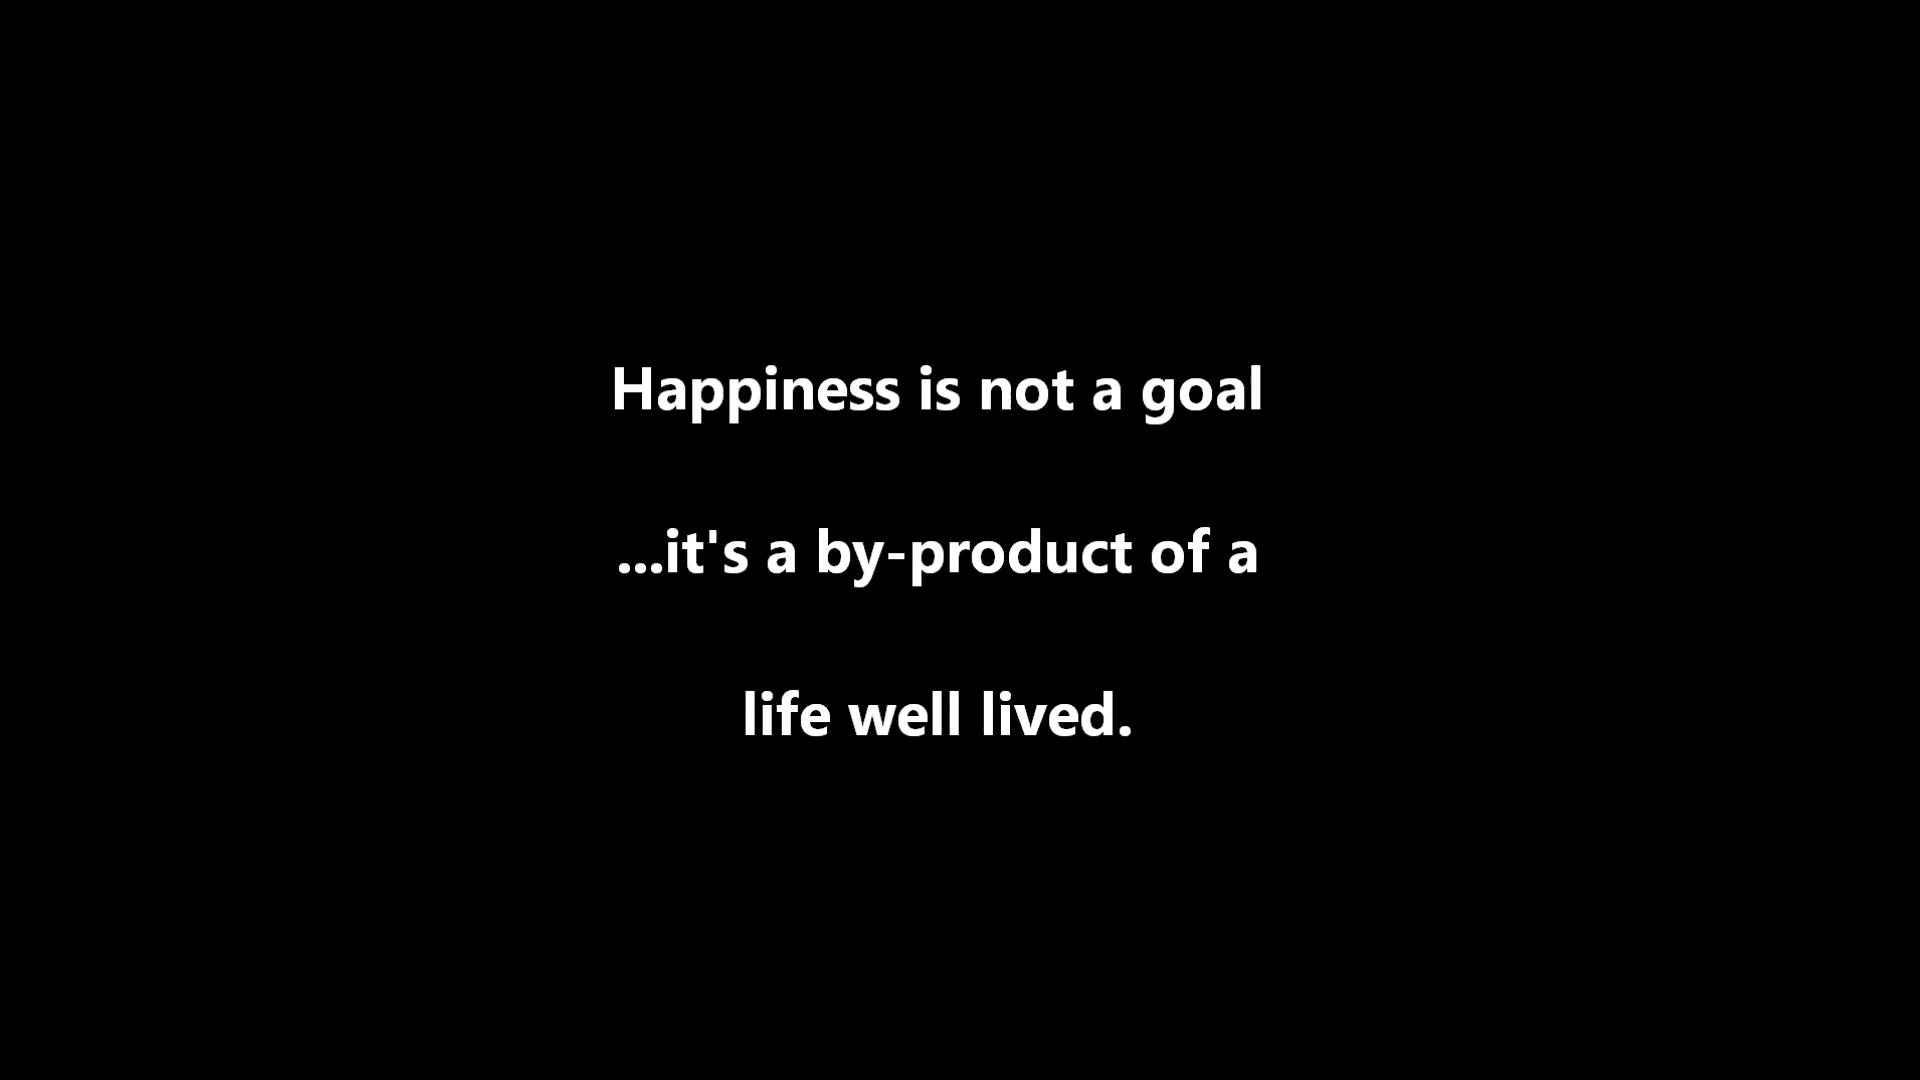 Happiness is not a goal
...it's a by-product of a
life well lived.